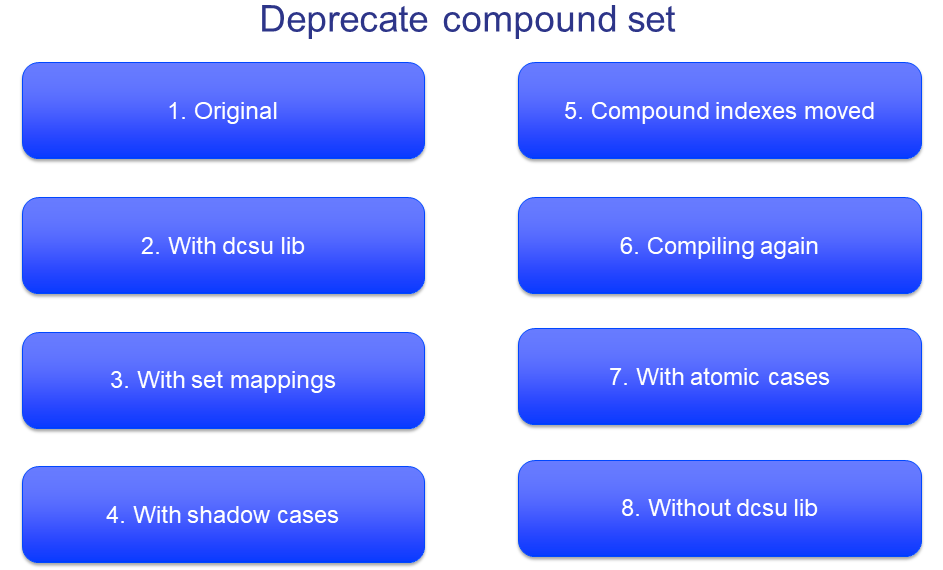 Deprecate compound set
1. Original
2. With dcsu lib
3. With set mappings
4. With shadow cases
5. Compound indexes moved
6. Compiling again
7. With atomic cases
8. Without dcsu lib